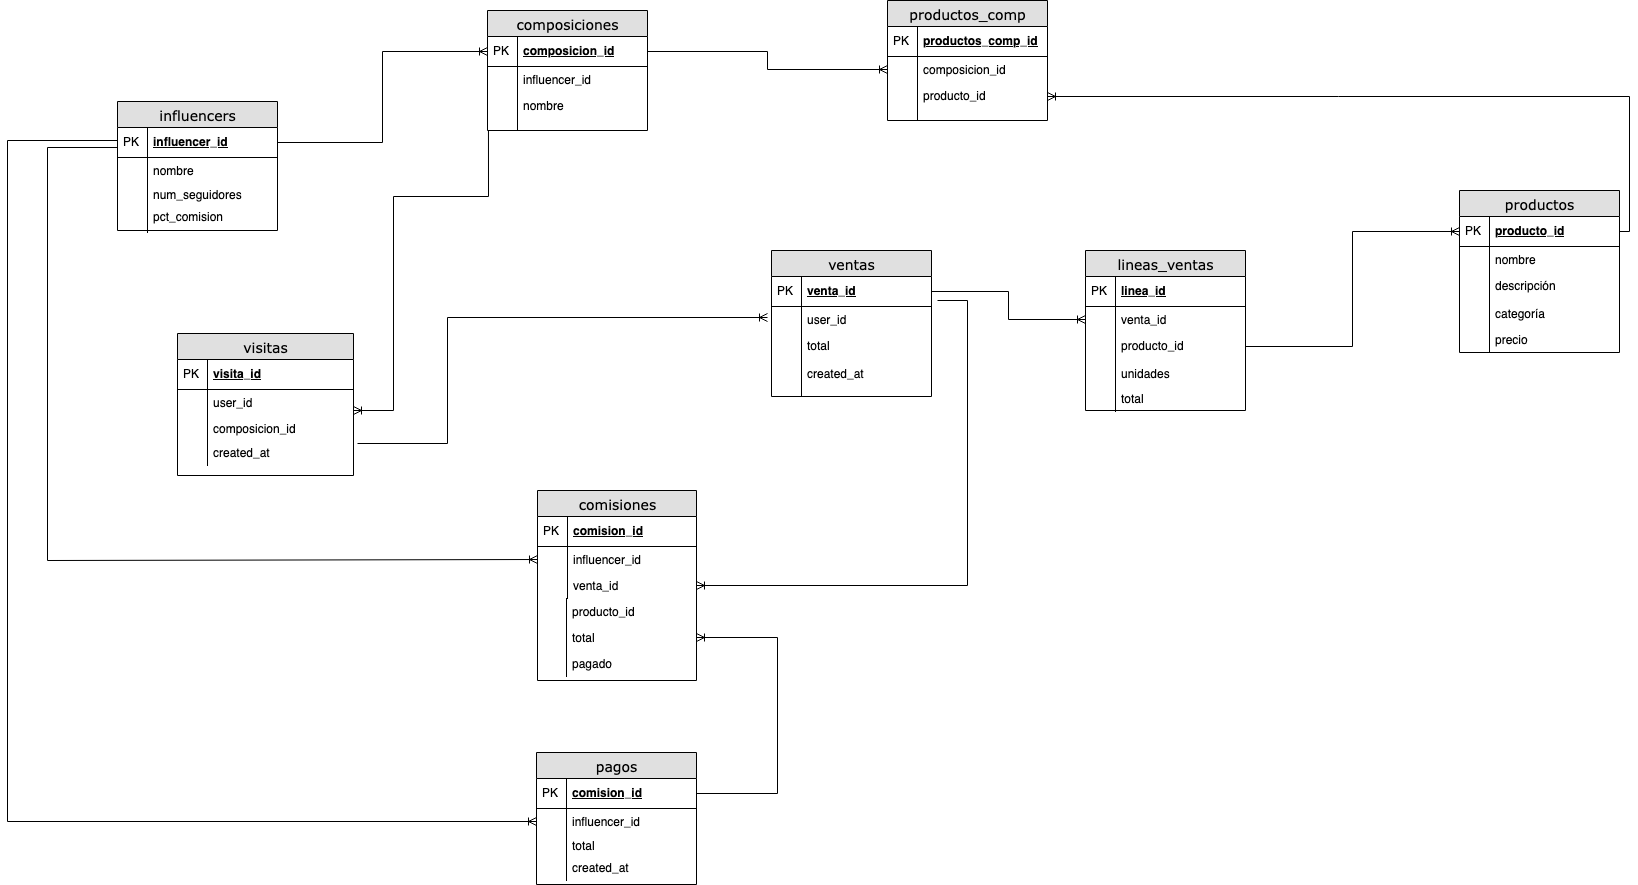 composiciones
PK composicion_id
influencer_id
nombre
productos_comp
PK productos_comp_id
composicion_id
producto_id
influencers
PK influencer_id
nombre
num_seguidores
pct_comision
productos
PK producto_id
nombre
descripción
categoría
precio
ventas
PK venta_id
user_id
total
created_at
lineas_ventas
PK linea_id
venta_id
producto_id
unidades
total
visitas
PK visita_id
user_id
composicion_id
created_at
comisiones
PK comision_id
influencer_id
venta_id
producto_id
total
pagado
pagos
PK comision_id
influencer_id
total
created_at